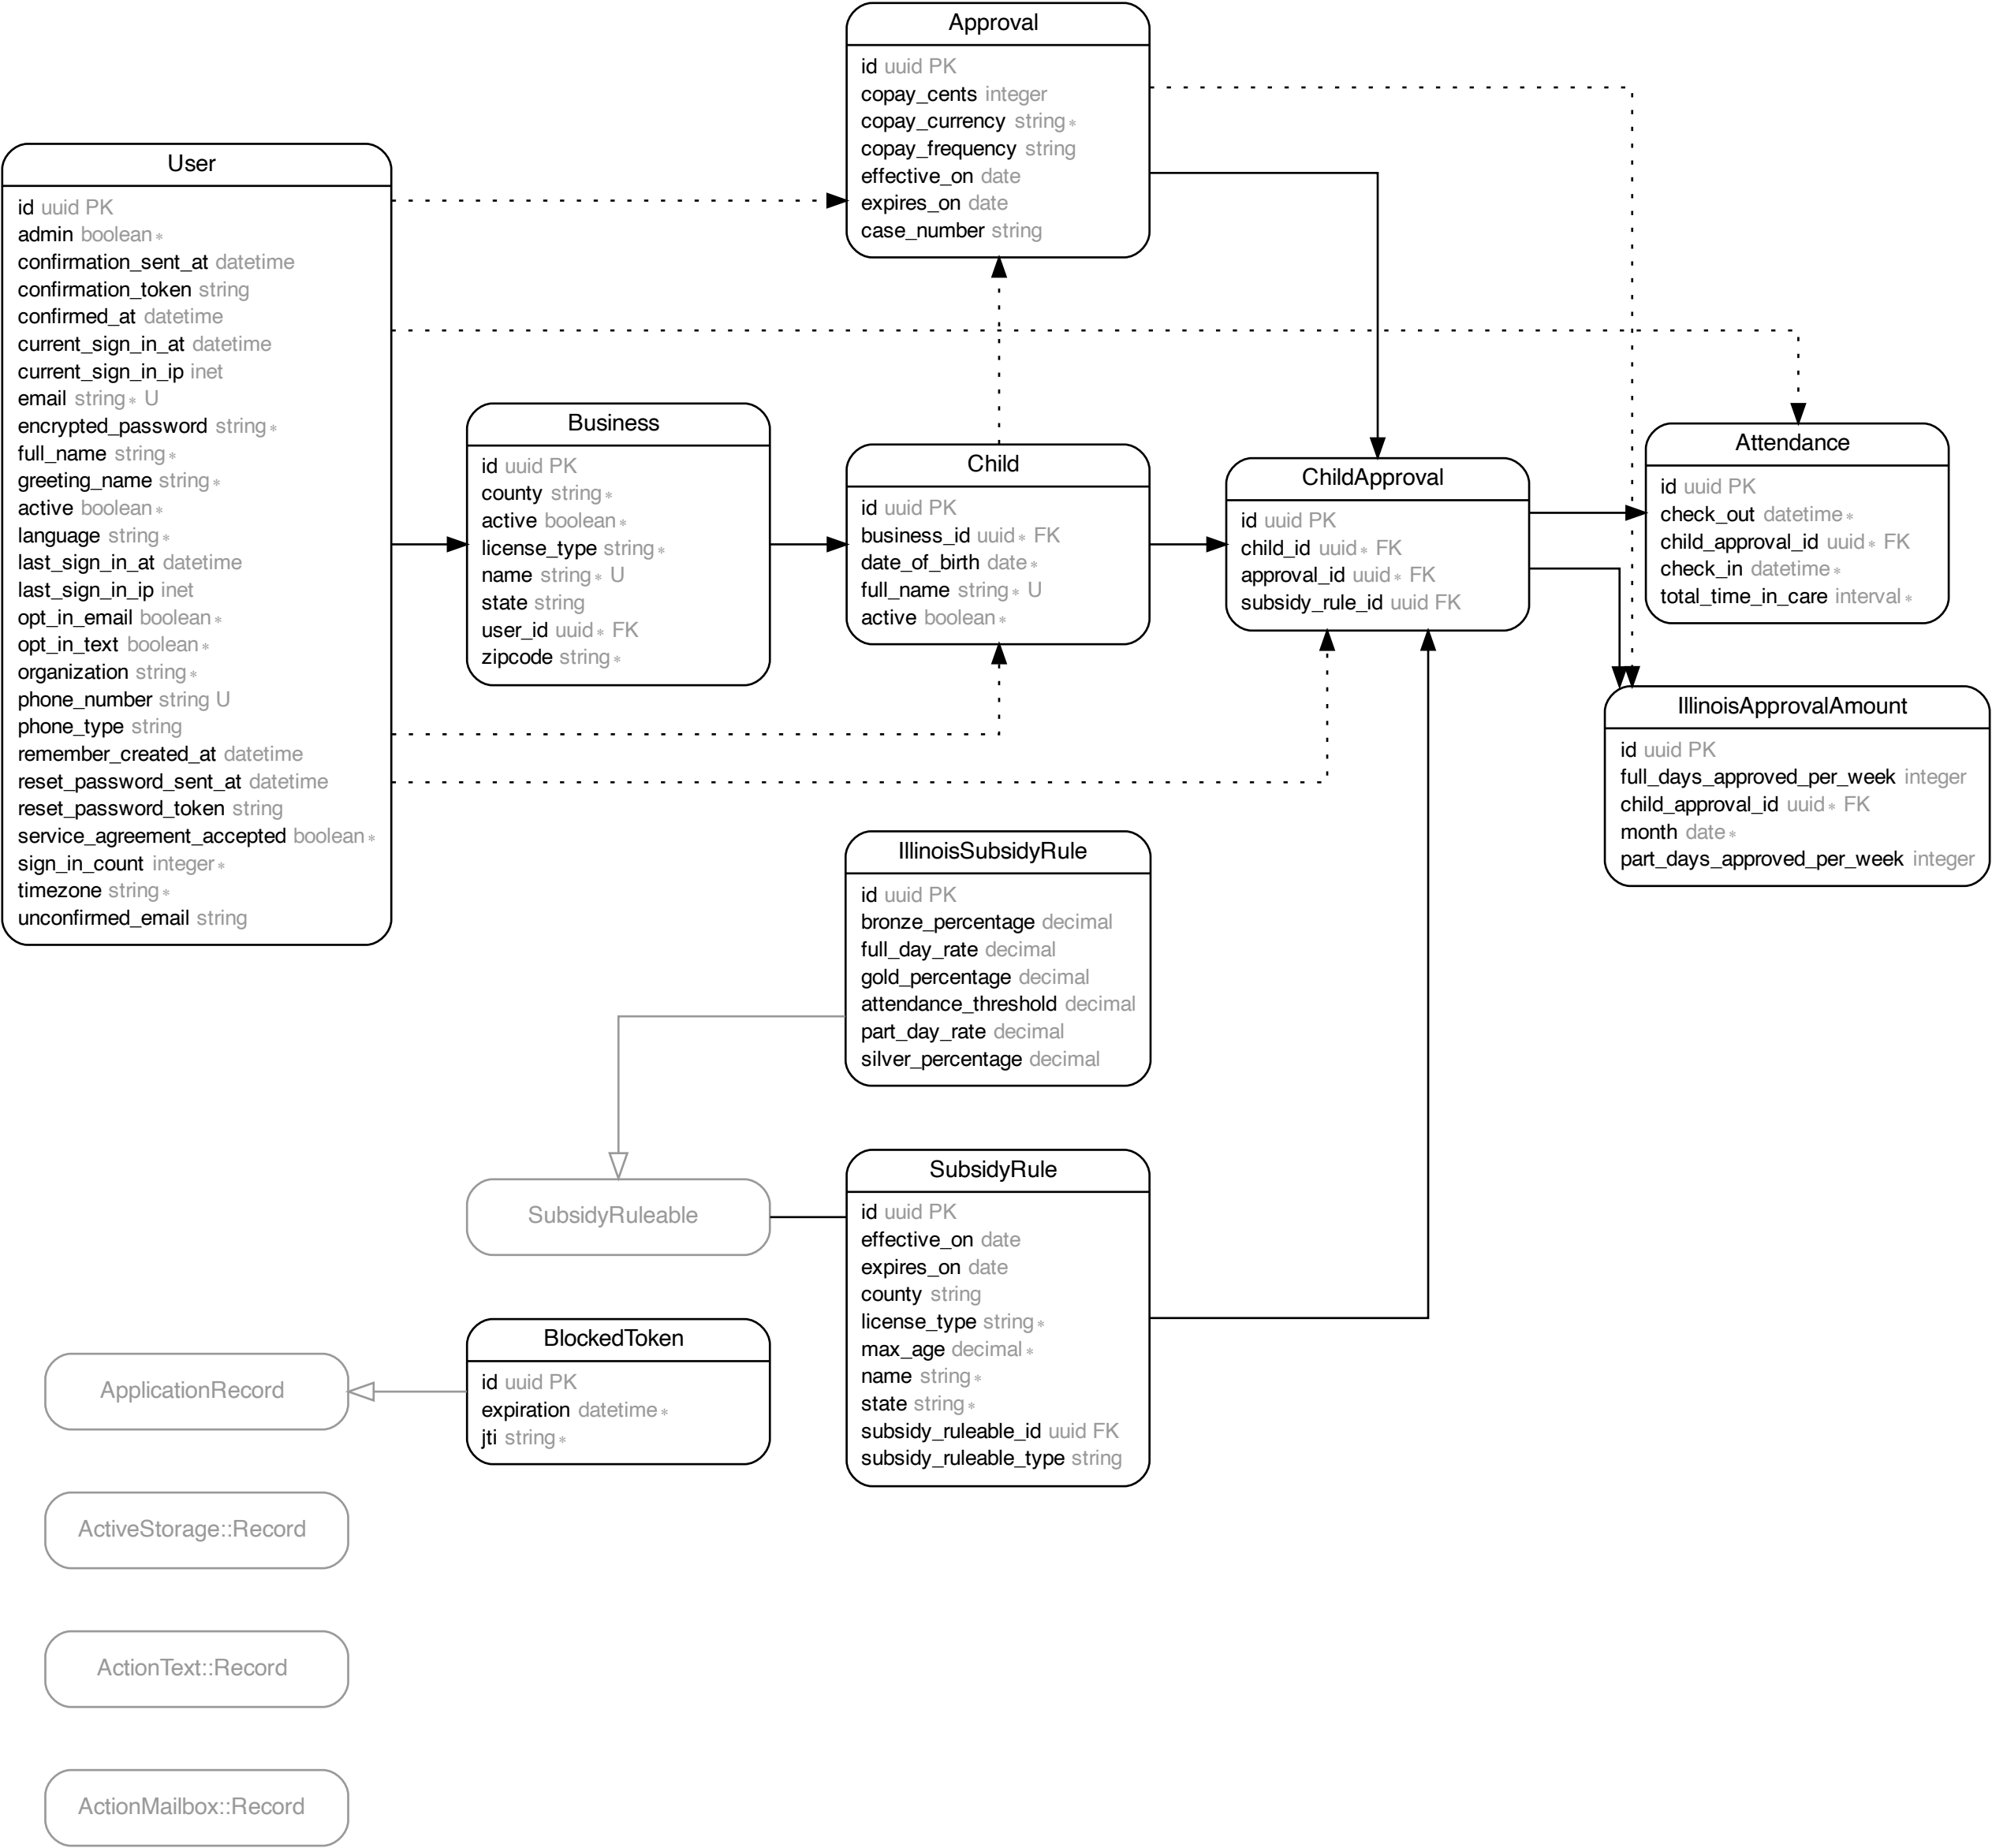 Approval
id uuid PK
copay_cents integer
copay_currency string *
copay_frequency string
effective_on date
expires_on date
case_number string
User
id uuid PK
admin boolean *
confirmation_sent_at datetime
confirmation_token string
confirmed_at datetime
current_sign_in_at datetime
current_sign_in_ip inet
email string * U
encrypted_password string *
full_name string *
greeting_name string *
active boolean *
language string *
last_sign_in_at datetime
last_sign_in_ip inet
opt_in_email boolean *
opt_in_text boolean *
organization string *
phone_number string U
phone_type string
remember_created_at datetime
reset_password_sent_at datetime
reset_password_token string
service_agreement_accepted boolean *
sign_in_count integer *
timezone string *
unconfirmed_email string
Business
id uuid PK
county string *
active boolean *
license_type string *
name string * U
state string
user_id uuid * FK
zipcode string *
Child
id uuid PK
business_id uuid * FK
date_of_birth date *
full_name string * U
active boolean *
ChildApproval
id uuid PK
child_id uuid * FK
approval_id uuid * FK
subsidy_rule_id uuid FK
Attendance
id uuid PK
check_out datetime *
child_approval_id uuid * FK
check_in datetime *
total_time_in_care interval *
IllinoisApprovalAmount
id uuid PK
full_days_approved_per_week integer
child_approval_id uuid * FK
month date *
part_days_approved_per_week integer
IllinoisSubsidyRule
id uuid PK
bronze_percentage decimal
full_day_rate decimal
gold_percentage decimal
attendance_threshold decimal
part_day_rate decimal
silver_percentage decimal
SubsidyRuleable
SubsidyRule
id uuid PK
effective_on date
expires_on date
county string
license_type string *
max_age decimal *
name string *
state string *
subsidy_ruleable_id uuid FK
subsidy_ruleable_type string
BlockedToken
id uuid PK
expiration datetime *
jti string *
ApplicationRecord
ActiveStorage::Record
ActionText::Record
ActionMailbox::Record